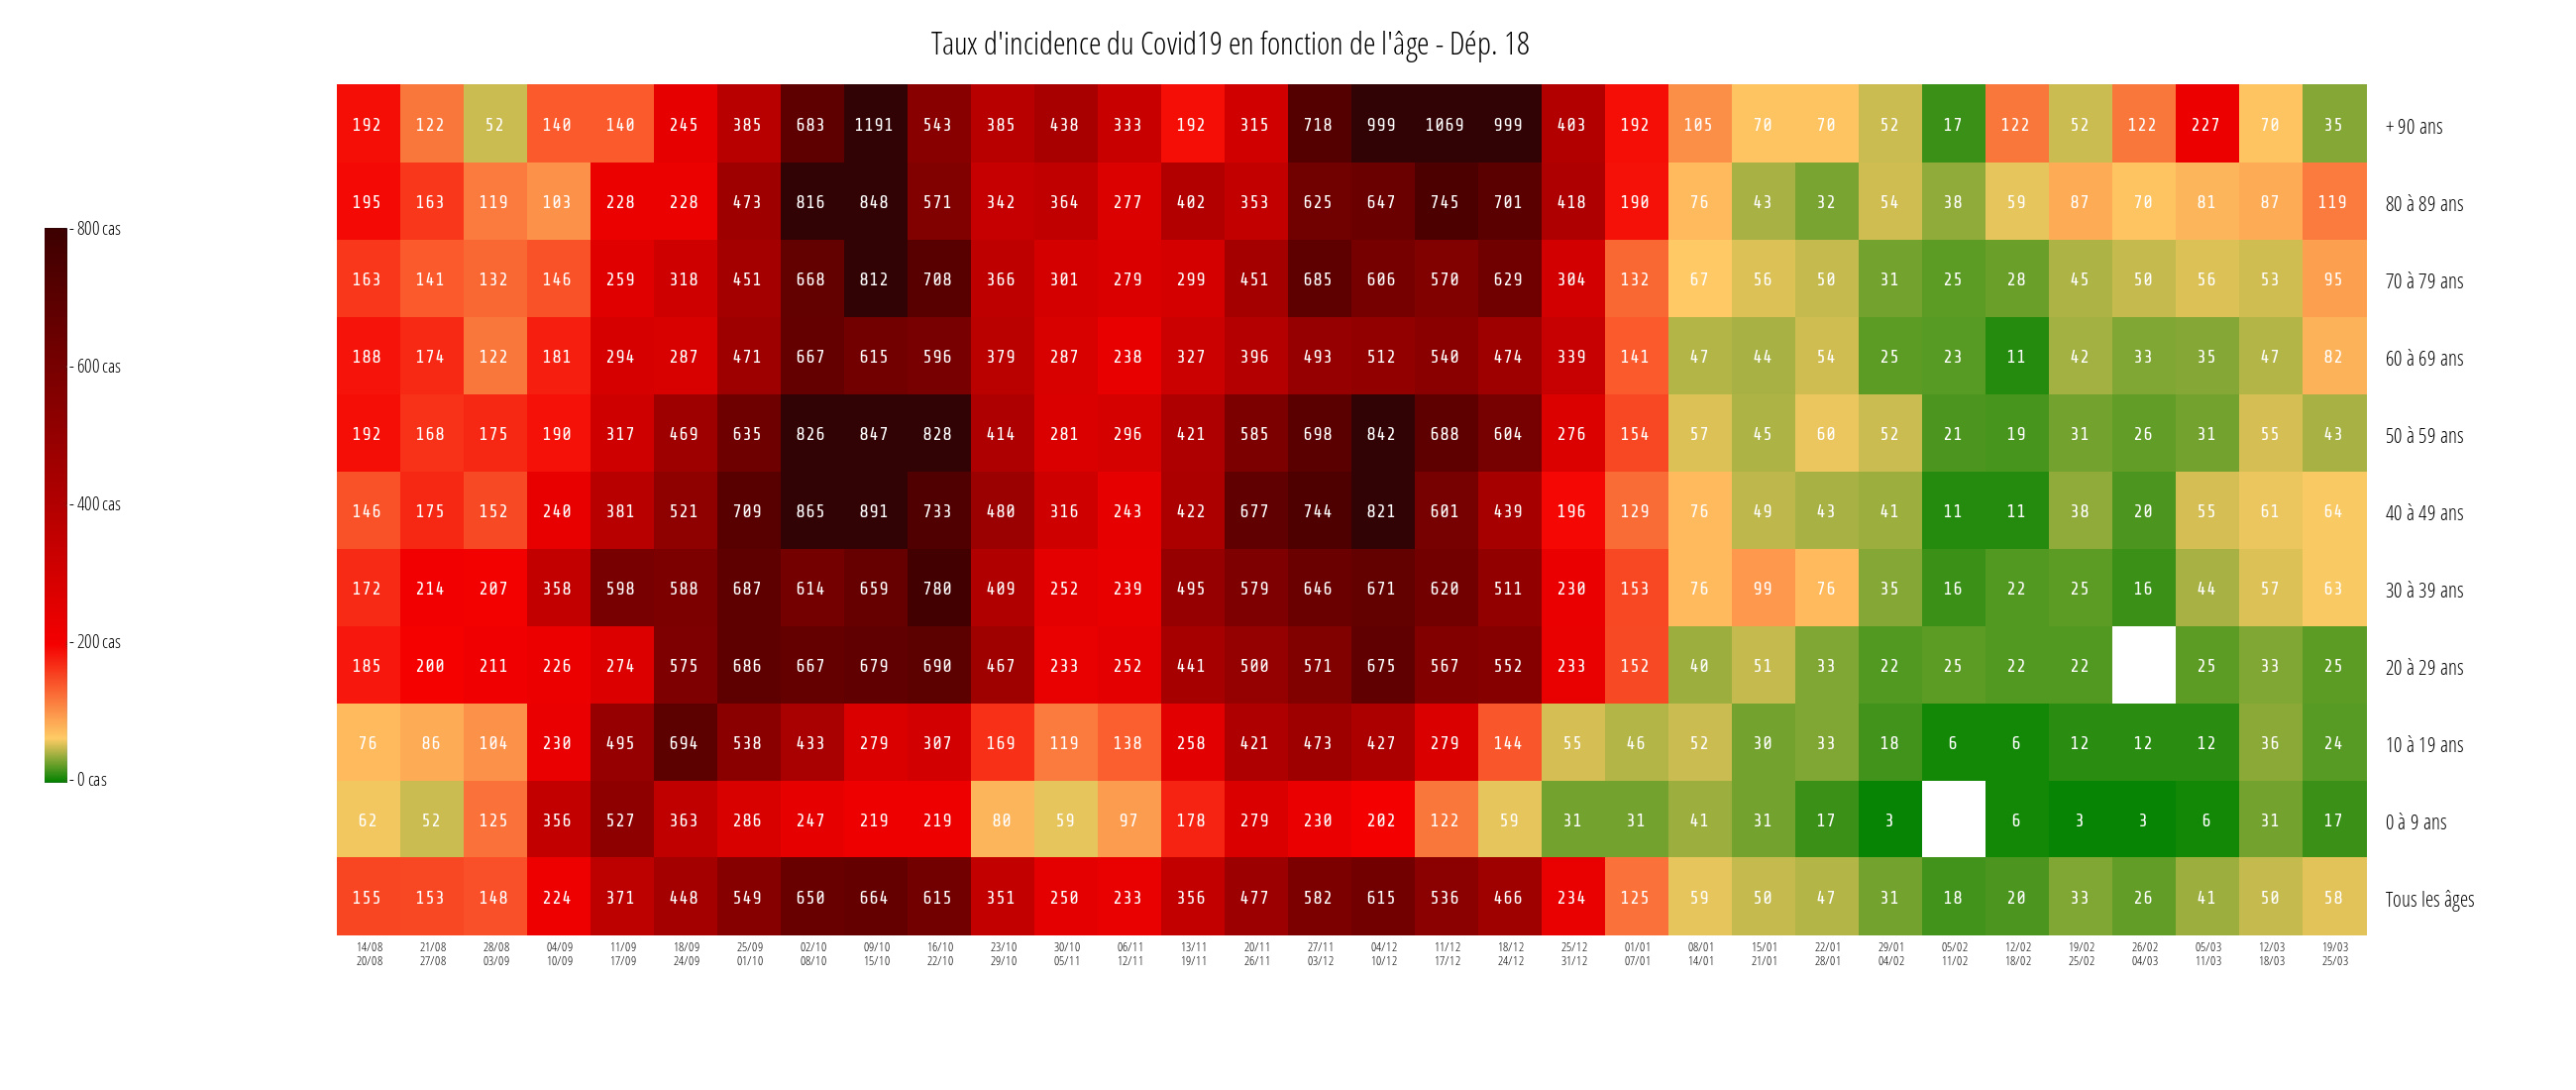 Taux d'incidence du Covid19 en fonction de l'âge - Dép. 18
192 122 52 140 140 245 385 683 1191 543 385 438 333 192 315 718 999 1069 999 403 192 105 70 70 52 17 122 52 122 227 70 35 + 90 ans
195 163 119 103 228 228 473 816 848 571 342 364 277 402 353 625 647 745 701 418 190 76 43 32 54 38 59 87 70 81 87 119 80 à 89 ans
- 800 cas
163 141 132 146 259 318 451 668 812 708 366 301 279 299 451 685 606 570 629 304 132 67 56 50 31 25 28 45 50 56 53 95 70 à 79 ans
188 174 122 181 294 287 471 667 615 596 379 287 238 327 396 493 512 540 474 339 141 47 44 54 25 23 11 42 33 35 47 82 60 à 69 ans
- 600 cas
192 168 175 190 317 469 635 826 847 828 414 281 296 421 585 698 842 688 604 276 154 57 45 60 52 21 19 31 26 31 55 43 50 à 59 ans
- 400 cas
146 175 152 240 381 521 709 865 891 733 480 316 243 422 677 744 821 601 439 196 129 76 49 43 41 11 11 38 20 55 61 64 40 à 49 ans
172 214 207 358 598 588 687 614 659 780 409 252 239 495 579 646 671 620 511 230 153 76 99 76 35 16 22 25 16 44 57 63 30 à 39 ans
- 200 cas
185 200 211 226 274 575 686 667 679 690 467 233 252 441 500 571 675 567 552 233 152 40 51 33 22 25 22 22 25 33 25 20 à 29 ans
76 86 104 230 495 694 538 433 279 307 169 119 138 258 421 473 427 279 144 55 46 52 30 33 18 6 6 12 12 12 36 24 10 à 19 ans
- 0 cas
62 52 125 356 527 363 286 247 219 219 80 59 97 178 279 230 202 122 59 31 31 41 31 17 3 6 3 3 6 31 17 0 à 9 ans
155 153 148 224 371 448 549 650 664 615 351 250 233 356 477 582 615 536 466 234 125 59 50 47 31 18 20 33 26 41 50 58 Tous les âges
14/08 21/08 28/08 04/09 11/09 18/09 25/09 02/10 09/10 16/10 23/10 30/10 06/11 13/11 20/11 27/11 04/12 11/12 18/12 25/12 01/01 08/01 15/01 22/01 29/01 05/02 12/02 19/02 26/02 05/03 12/03 19/03
20/08 27/08 03/09 10/09 17/09 24/09 01/10 08/10 15/10 22/10 29/10 05/11 12/11 19/11 26/11 03/12 10/12 17/12 24/12 31/12 07/01 14/01 21/01 28/01 04/02 11/02 18/02 25/02 04/03 11/03 18/03 25/03